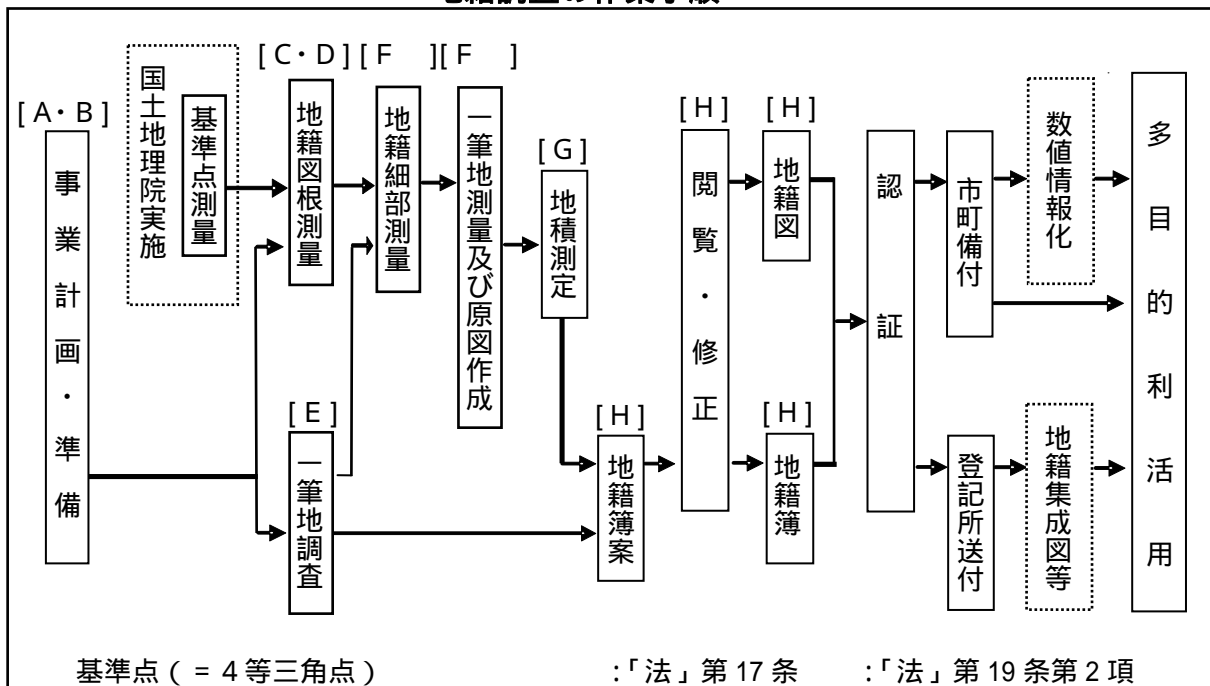 [A・B]
事業計画・準備
国土地理院実施
基準点測量
[C・D]
地籍図根測量
[E]
一筆地調査
[F　]
地籍細部測量
[F　]
一筆地測量及び原図作成
[G]
地積測定
[H]
地籍簿案
[H]
閲覧・修正
[H]
地籍図
[H]
地籍簿
認証
市町備付
登記所送付
数値情報化
地籍集成図等
多目的利活用
基準点(=4等三角点)
:「法」第17条
:「法」第19条第2項